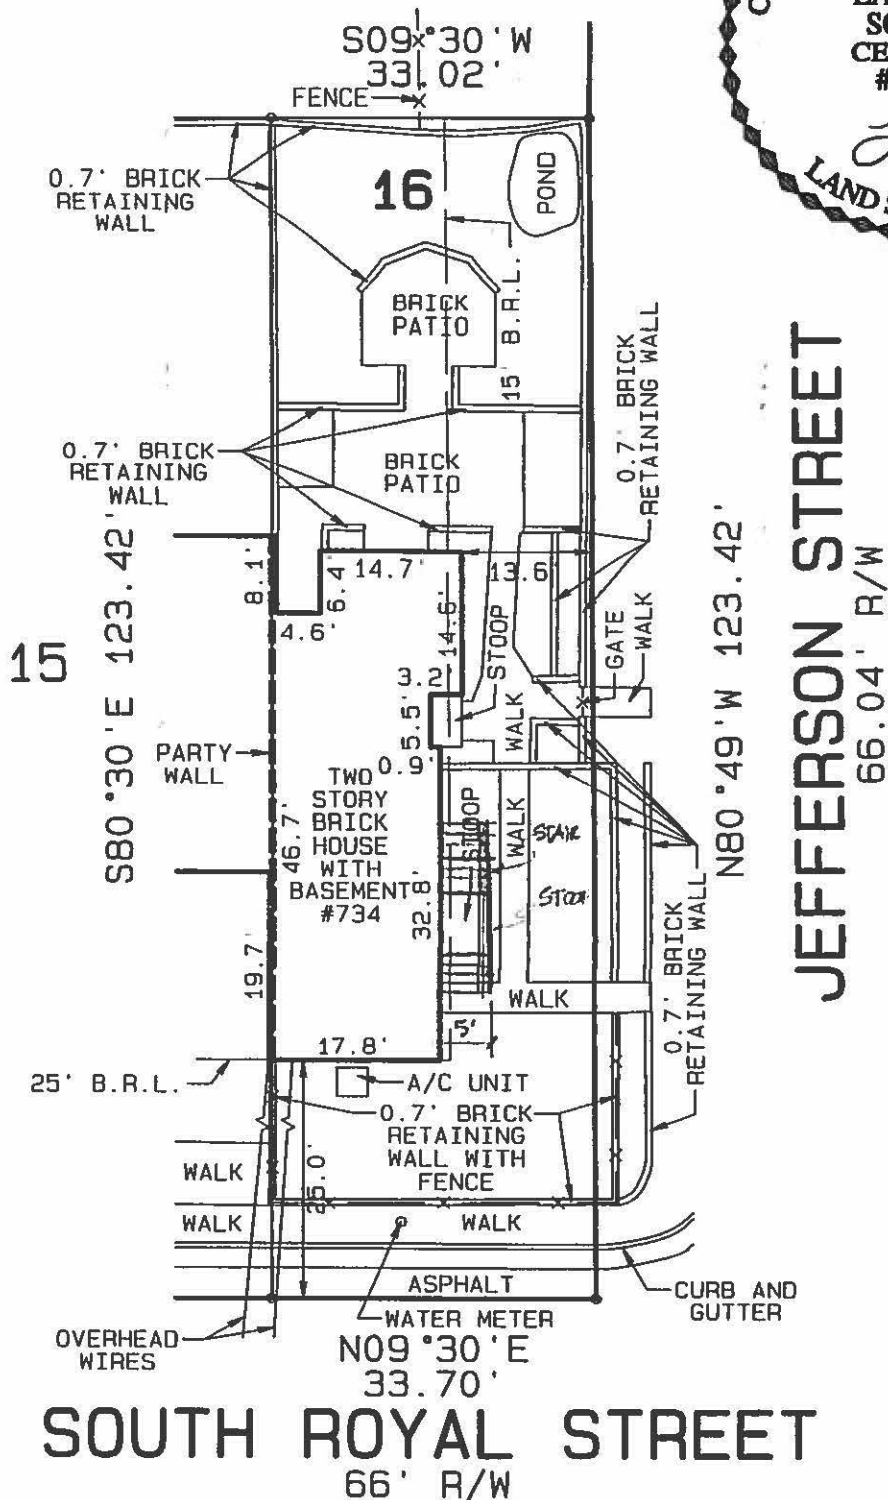 S09°30'W
33.02'
FENCE
LAND
0.7' BRICK
RETAINING
WALL
16
POND
BRICK
PATIO
15' B.R.L.
0.7' BRICK
RETAINING WALL
0.7' BRICK
RETAINING
WALL
BRICK
PATIO
8.1'
6.4'
14.7'
13.6
4.6'
14.6'
STOOP
3.2'
5.5'
0.9'
GATE
WALK
WALK
15
S80°30'E 123.42'
PARTY
WALL
TWO
STORY
BRICK
HOUSE
WITH
BASEMENT
#734
46.7'
32.8'
STOOP
WALK
STAIR
STOOP
N80°49'W 123.42'
JEFFERSON STREET
66.04' R/W
19.7'
WALK
0.7' BRICK
RETAINING WALL
5'
17.8'
25' B.R.L.
A/C UNIT
0.7' BRICK
RETAINING
WALL WITH
FENCE
25.0'
WALK
WALK
WALK
ASPHALT
CURB AND
GUTTER
WATER METER
OVERHEAD
WIRES
N09°30'E
33.70'
SOUTH ROYAL STREET
66' R/W